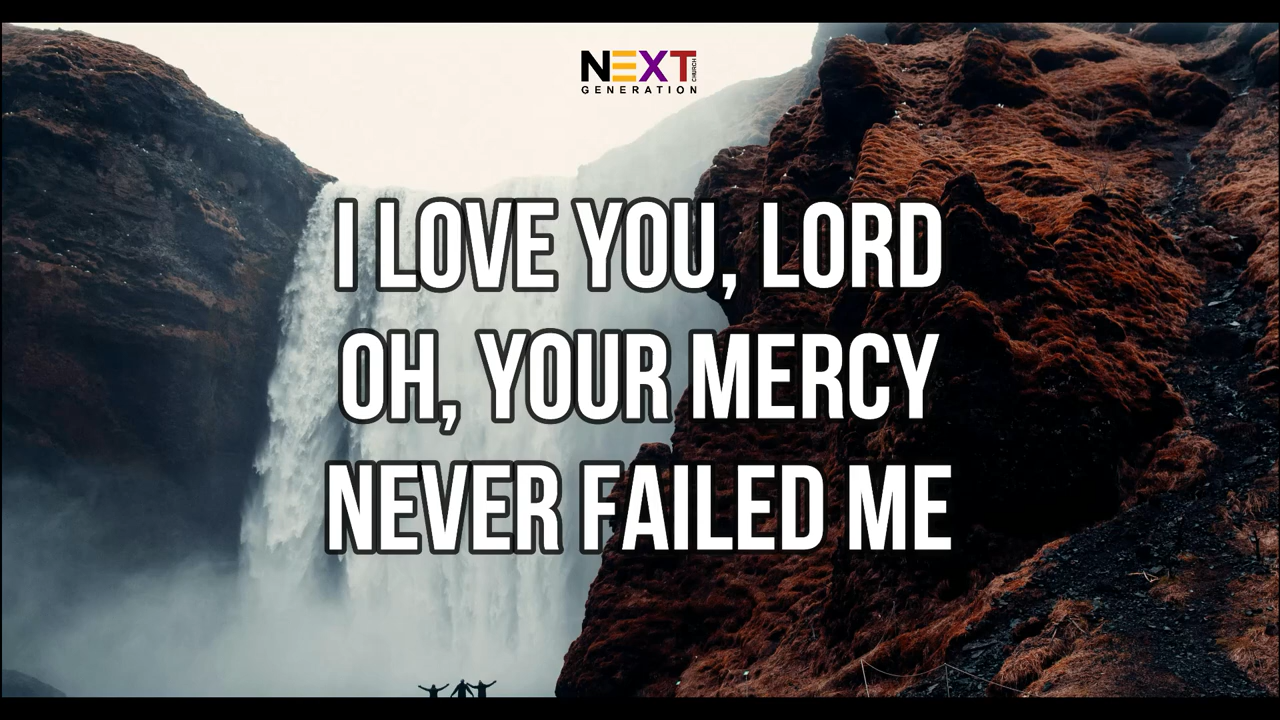 NEXT
CHURCH
GENERATION
I LOVE YOU, LORD
OH, YOUR MERCY
NEVER FAILED ME